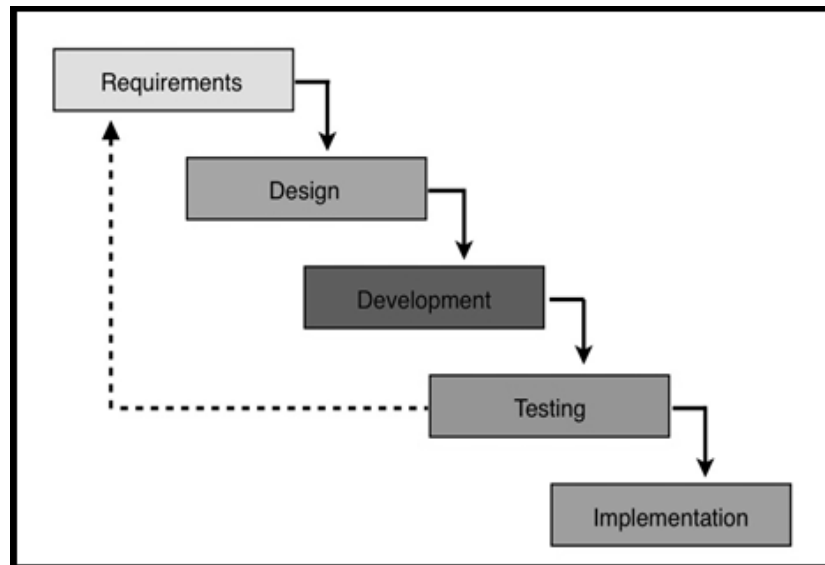 Requirements
Design
Development
Testing
Implementation